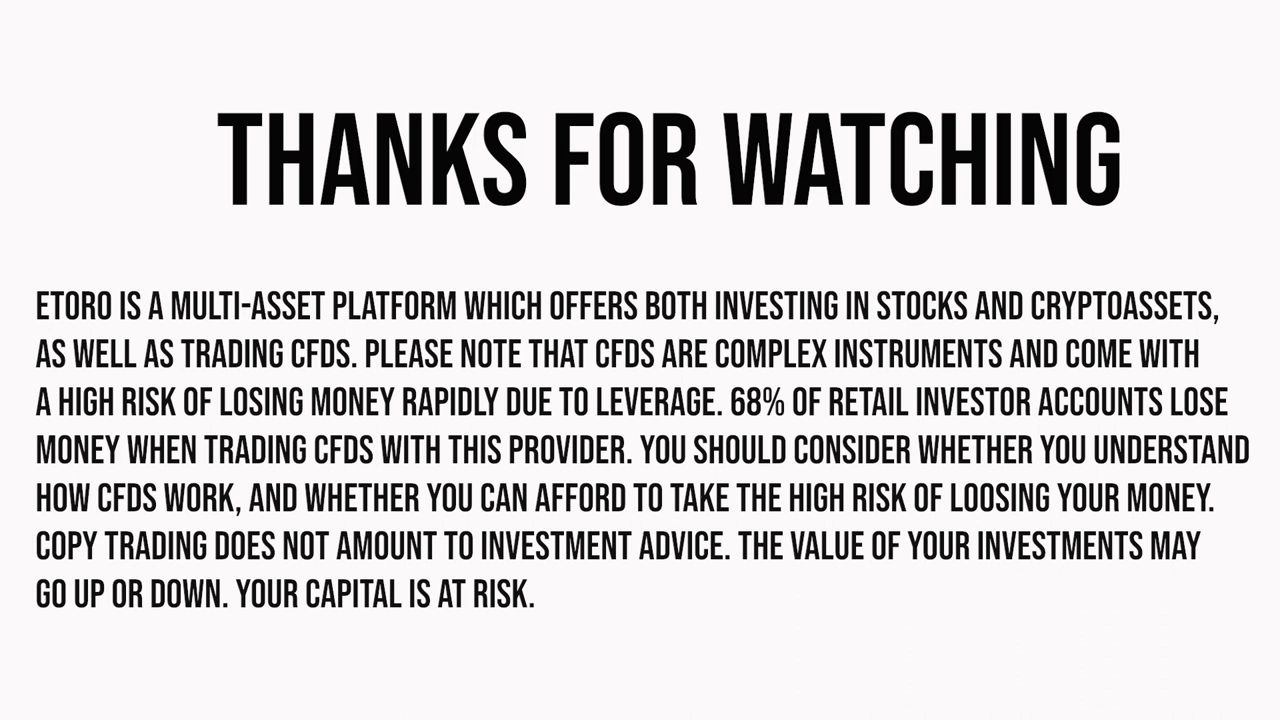 THANKS FOR WATCHING
ETORO IS A MULTI-ASSET PLATFORM WHICH OFFERS BOTH INVESTING IN STOCKS AND CRYPTOASSETS,
AS WELL AS TRADING CFDS. PLEASE NOTE THAT CFDS ARE COMPLEX INSTRUMENTS AND COME WITH
A HIGH RISK OF LOSING MONEY RAPIDLY DUE TO LEVERAGE. 68% OF RETAIL INVESTOR ACCOUNTS LOSE
MONEY WHEN TRADING CFDS WITH THIS PROVIDER. YOU SHOULD CONSIDER WHETHER YOU UNDERSTAND
HOW CFDS WORK, AND WHETHER YOU CAN AFFORD TO TAKE THE HIGH RISK OF LOOSING YOUR MONEY.
COPY TRADING DOES NOT AMOUNT TO INVESTMENT ADVICE. THE VALUE OF YOUR INVESTMENTS MAY
GO UP OR DOWN. YOUR CAPITAL IS AT RISK.